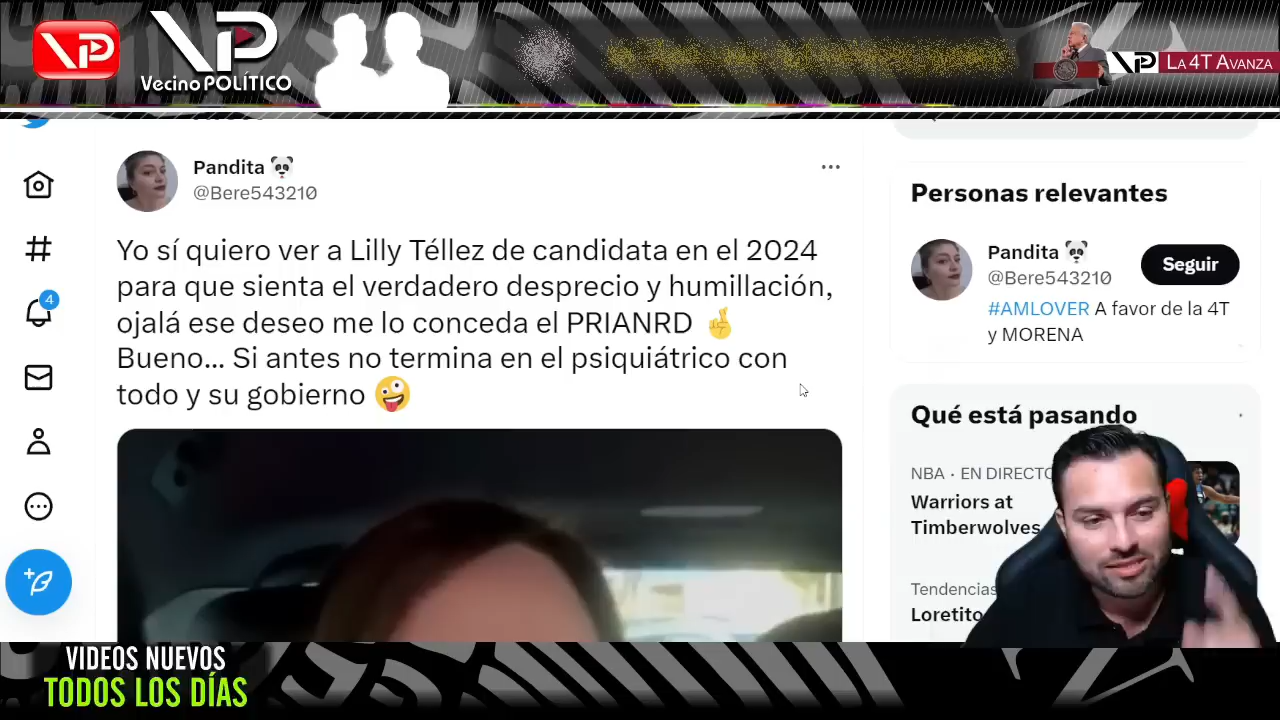 VP
VP
Vecino POLÍTICO
VP LA 4T AVANZA
Pandita 🐼
@Bere543210
Yo sí quiero ver a Lilly Téllez de candidata en el 2024
para que sienta el verdadero desprecio y humillación,
ojalá ese deseo me lo conceda el PRIANRD 🤞
Bueno... Si antes no termina en el psiquiátrico con
todo y su gobierno 🤪
4
Personas relevantes
Pandita 🐼
@Bere543210
Seguir
#AMLOVER A favor de la 4T
y MORENA
Qué está pasando
NBA · EN DIRECTO
Warriors at
Timberwolves
Tendencias
Loretito
VIDEOS NUEVOS
TODOS LOS DÍAS